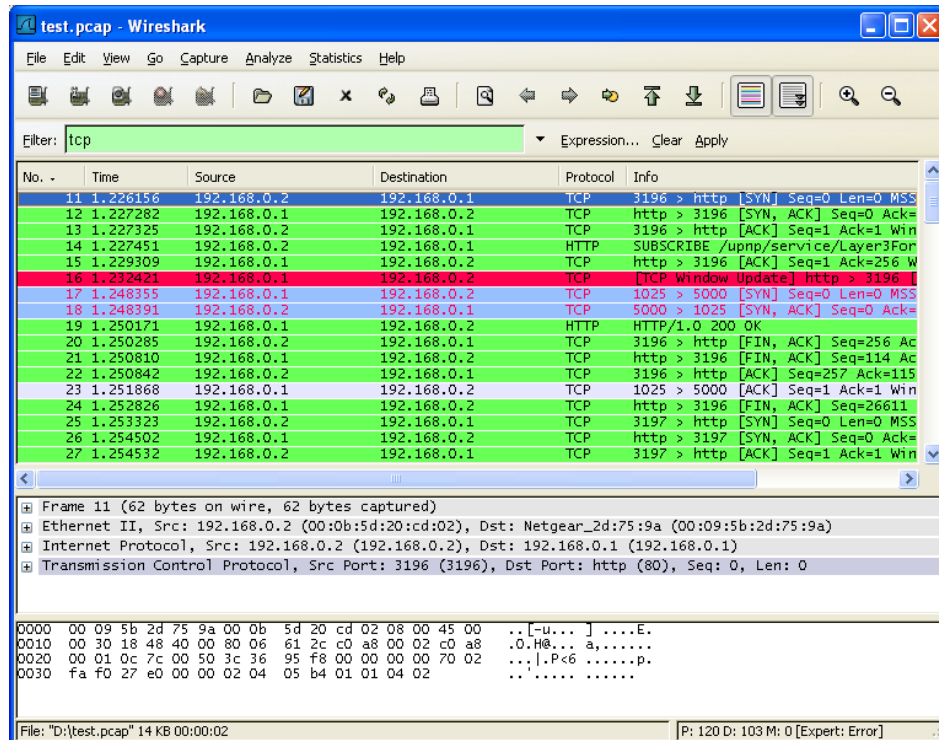 test.pcap - Wireshark
File Edit View Go Capture Analyze Statistics Help
Filter: tcp Expression... Clear Apply
No. Time Source Destination Protocol Info
11 1.226156 192.168.0.2 192.168.0.1 TCP 3196 > http [SYN] Seq=0 Len=0 MSS
12 1.227282 192.168.0.1 192.168.0.2 TCP http > 3196 [SYN, ACK] Seq=0 Ack=
13 1.227325 192.168.0.2 192.168.0.1 TCP 3196 > http [ACK] Seq=1 Ack=1 Win
14 1.227451 192.168.0.2 192.168.0.1 HTTP SUBSCRIBE /upnp/service/Layer3For
15 1.229309 192.168.0.1 192.168.0.2 TCP http > 3196 [ACK] Seq=1 Ack=256 W
16 1.232421 192.168.0.1 192.168.0.2 TCP [TCP Window Update] http > 3196 [
17 1.248355 192.168.0.1 192.168.0.2 TCP 1025 > 5000 [SYN] Seq=0 Len=0 MSS
18 1.248391 192.168.0.2 192.168.0.1 TCP 5000 > 1025 [SYN, ACK] Seq=0 Ack=
19 1.250171 192.168.0.1 192.168.0.2 HTTP HTTP/1.0 200 OK
20 1.250285 192.168.0.2 192.168.0.1 TCP 3196 > http [FIN, ACK] Seq=256 Ac
21 1.250810 192.168.0.1 192.168.0.2 TCP http > 3196 [FIN, ACK] Seq=114 Ac
22 1.250842 192.168.0.2 192.168.0.1 TCP 3196 > http [ACK] Seq=257 Ack=115
23 1.251868 192.168.0.1 192.168.0.2 TCP 1025 > 5000 [ACK] Seq=1 Ack=1 Win
24 1.252826 192.168.0.1 192.168.0.2 TCP http > 3196 [FIN, ACK] Seq=26611
25 1.253323 192.168.0.2 192.168.0.1 TCP 3197 > http [SYN] Seq=0 Len=0 MSS
26 1.254502 192.168.0.1 192.168.0.2 TCP http > 3197 [SYN, ACK] Seq=0 Ack=
27 1.254532 192.168.0.2 192.168.0.1 TCP 3197 > http [ACK] Seq=1 Ack=1 Win
Frame 11 (62 bytes on wire, 62 bytes captured)
Ethernet II, Src: 192.168.0.2 (00:0b:5d:20:cd:02), Dst: Netgear_2d:75:9a (00:09:5b:2d:75:9a)
Internet Protocol, Src: 192.168.0.2 (192.168.0.2), Dst: 192.168.0.1 (192.168.0.1)
Transmission Control Protocol, Src Port: 3196 (3196), Dst Port: http (80), Seq: 0, Len: 0
0000 00 09 5b 2d 75 9a 00 0b 5d 20 cd 02 08 00 45 00 ..[-u... ] ....E.
0010 00 30 18 48 40 00 80 06 61 2c c0 a8 00 02 c0 a8 .0.H@... a,......
0020 00 01 0c 7c 00 50 3c 36 95 f8 00 00 00 00 70 02 ...|.P<6 ......p.
0030 fa f0 27 e0 00 00 02 04 05 b4 01 01 04 02 ..'..... ......
File: "D:\test.pcap" 14 KB 00:00:02 P: 120 D: 103 M: 0 [Expert: Error]